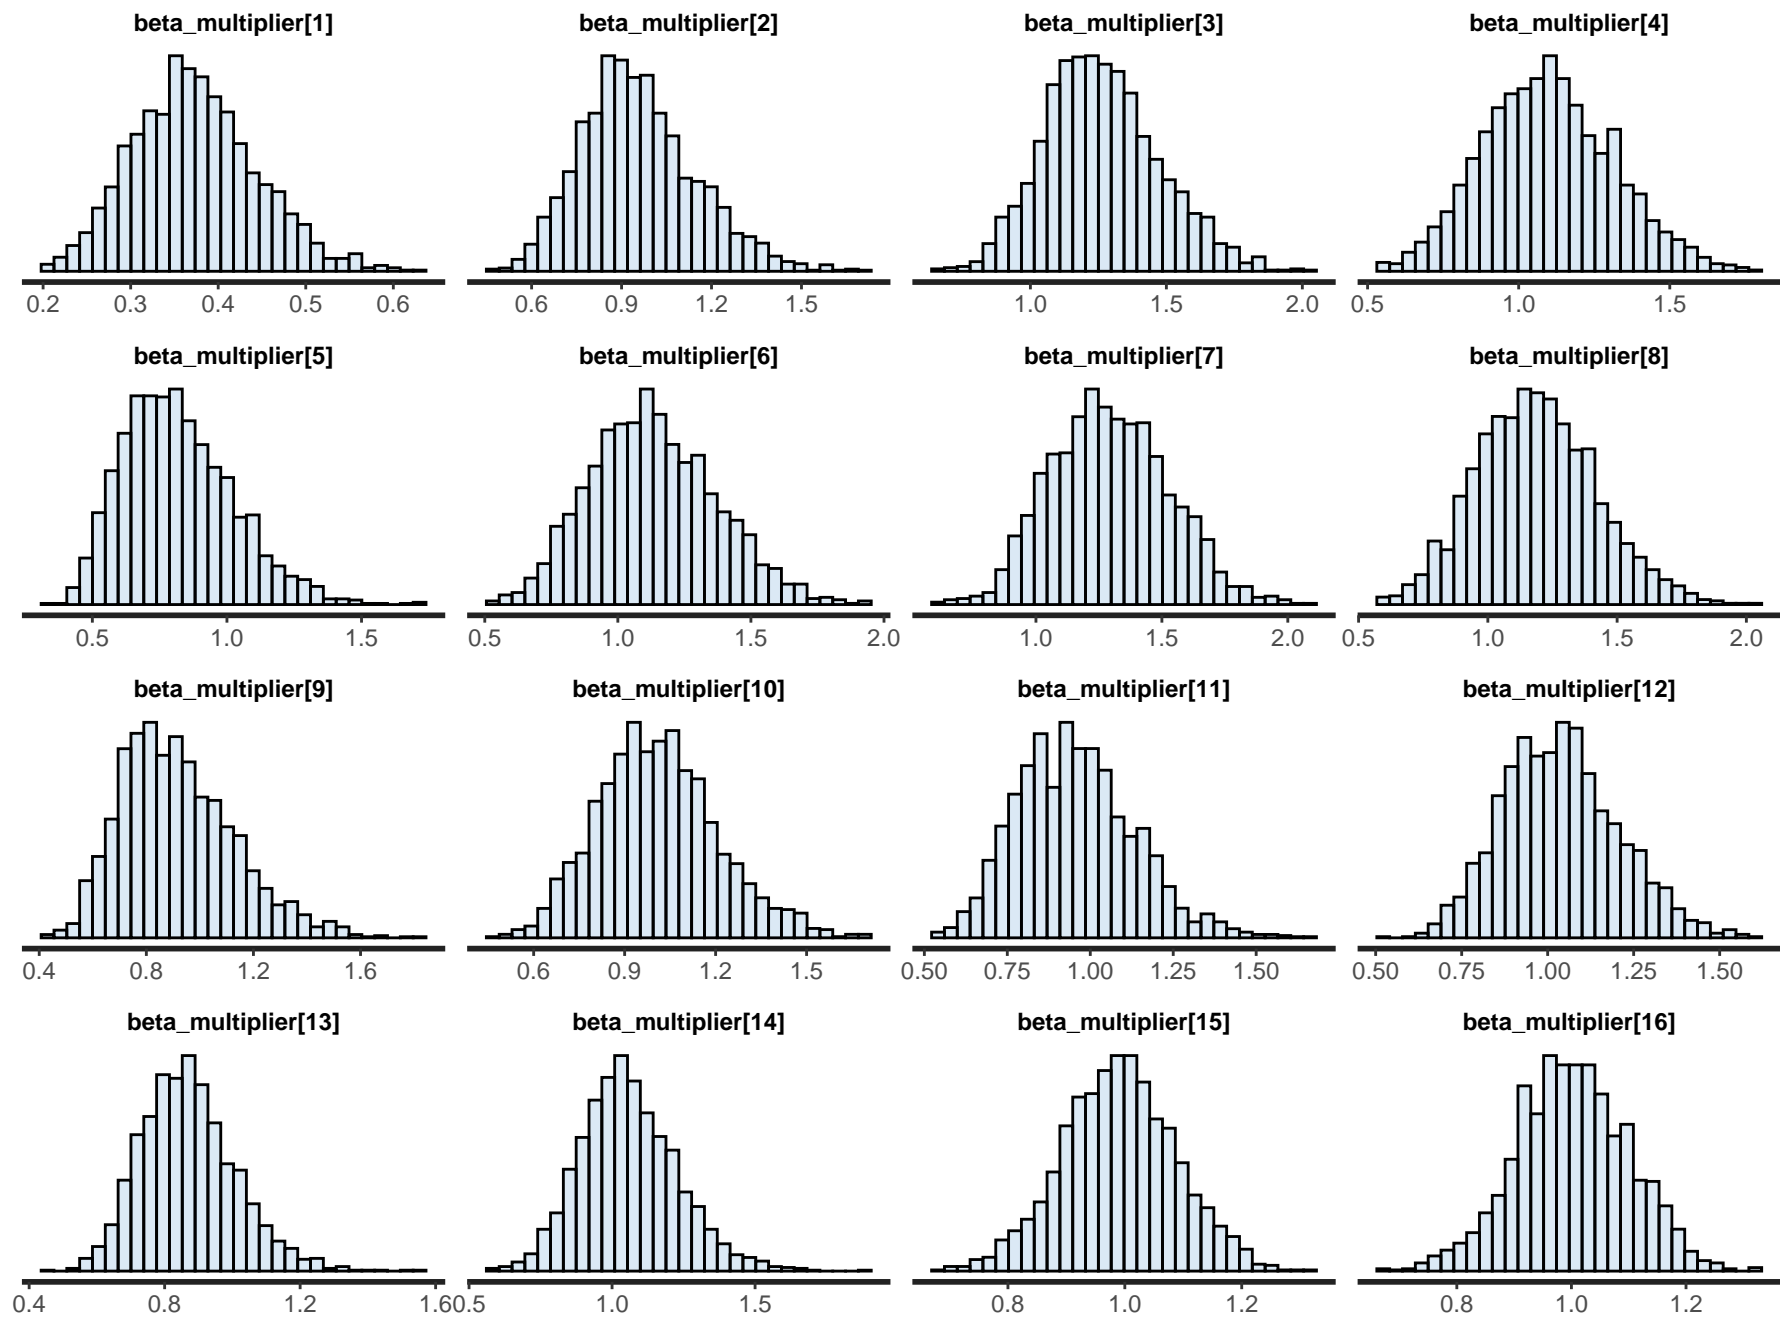 beta_multiplier[1] beta_multiplier[2] beta_multiplier[3] beta_multiplier[4]
0.2 0.3 0.4 0.5 0.6 0.6 0.9 1.2 1.5 1.0 1.5 2.0 0.5 1.0 1.5
beta_multiplier[5] beta_multiplier[6] beta_multiplier[7] beta_multiplier[8]
0.5 1.0 1.5 0.5 1.0 1.5 2.0 1.0 1.5 2.0 0.5 1.0 1.5 2.0
beta_multiplier[9] beta_multiplier[10] beta_multiplier[11] beta_multiplier[12]
0.4 0.8 1.2 1.6 0.6 0.9 1.2 1.5 0.50 0.75 1.00 1.25 1.50 0.50 0.75 1.00 1.25 1.50
beta_multiplier[13] beta_multiplier[14] beta_multiplier[15] beta_multiplier[16]
0.4 0.8 1.2 1.6 0.5 1.0 1.5 0.8 1.0 1.2 0.8 1.0 1.2